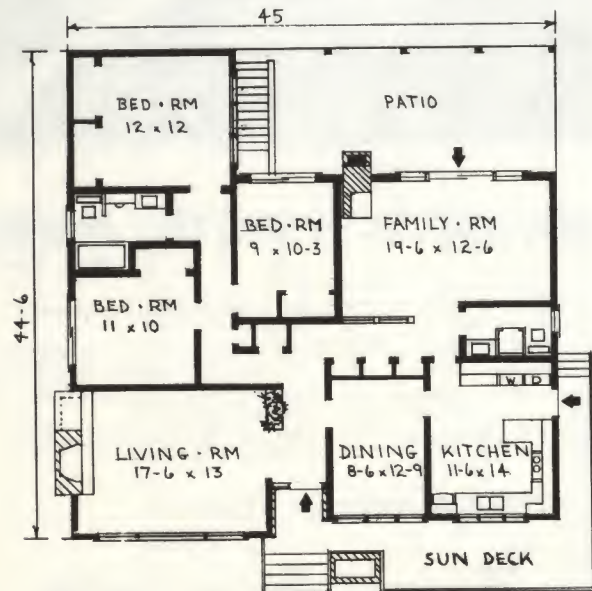 45
BED · RM
12 x 12
PATIO
BED · RM
9 x 10-3
FAMILY · RM
19-6 x 12-6
44-6
BED · RM
11 x 10
W D
LIVING · RM
17-6 x 13
DINING
8-6 x 12-9
KITCHEN
11-6 x 14
SUN DECK